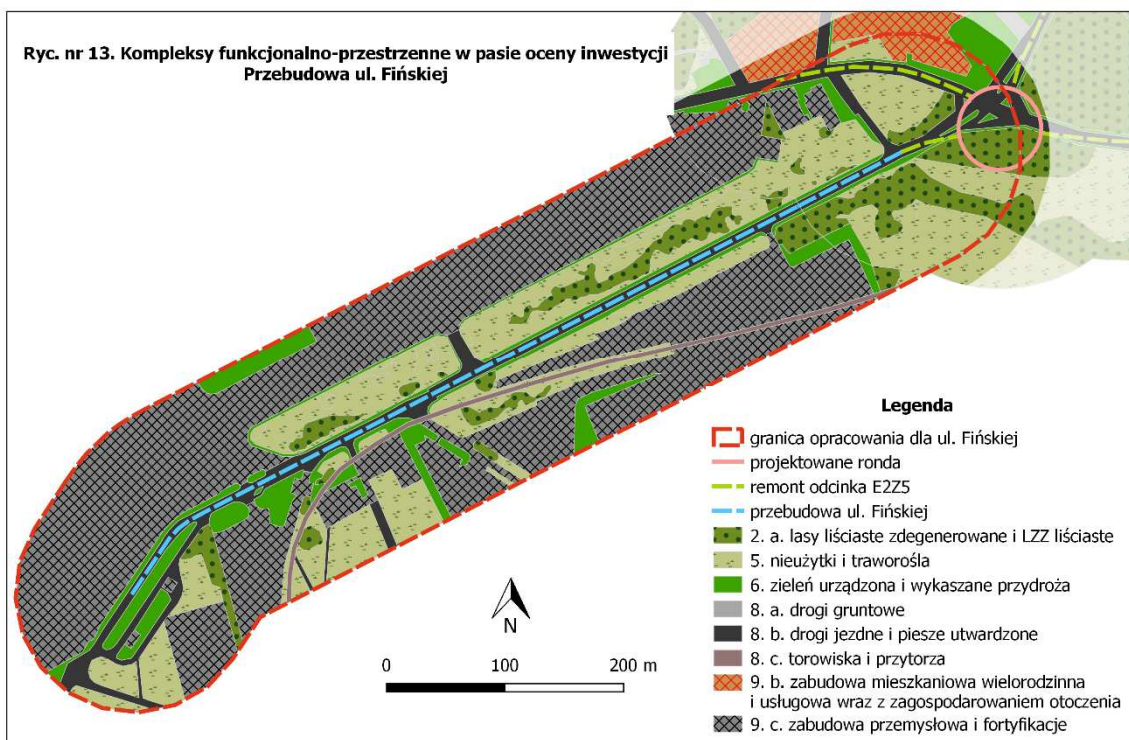 Ryc. nr 13. Kompleksy funkcjonalno-przestrzenne w pasie oceny inwestycji
Przebudowa ul. Fińskiej
Legenda
granica opracowania dla ul. Fińskiej
projektowane ronda
remont odcinka E2Z5
przebudowa ul. Fińskiej
2. a. lasy liściaste zdegenerowane i LZZ liściaste
5. nieużytki i traworośla
6. zieleń urządzona i wykaszane przydroża
8. a. drogi gruntowe
8. b. drogi jezdne i piesze utwardzone
8. c. torowiska i przytorza
9. b. zabudowa mieszkaniowa wielorodzinna
i usługowa wraz z zagospodarowaniem otoczenia
9. c. zabudowa przemysłowa i fortyfikacje
N
0 100 200 m